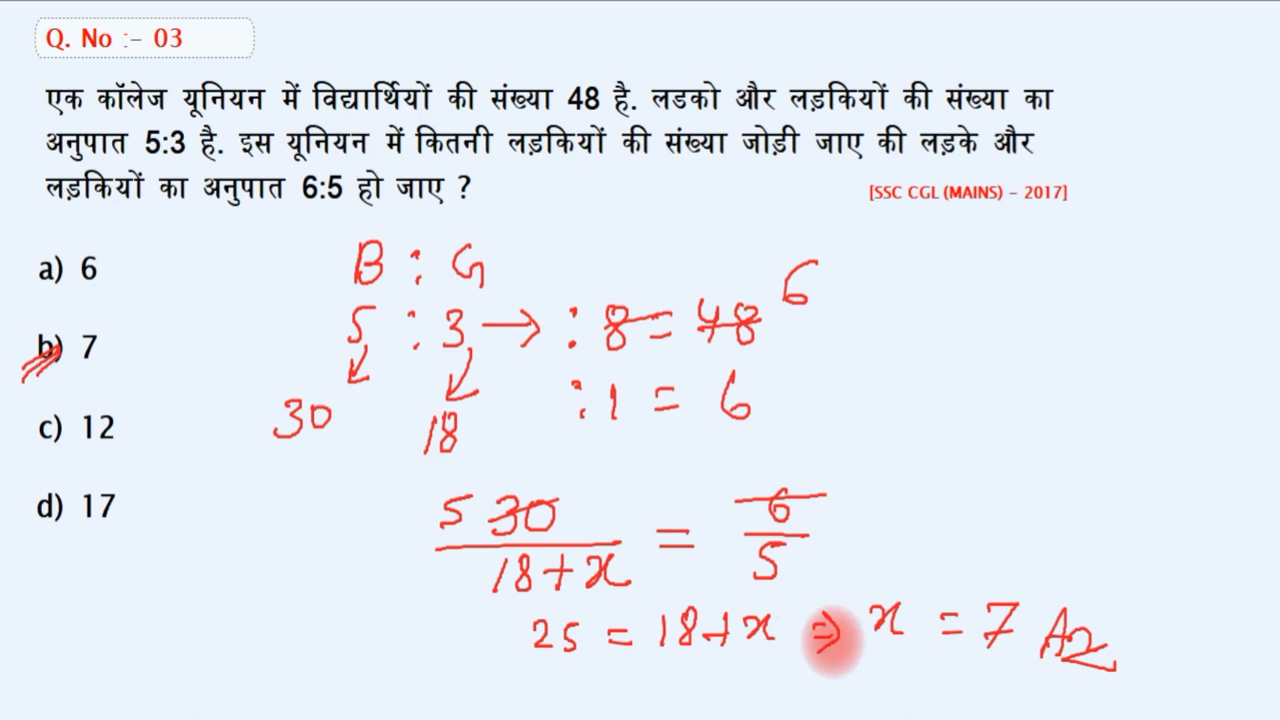 Q. No :- 03
एक कॉलेज यूनियन में विद्यार्थियों की संख्या 48 है. लडको और लड़कियों की संख्या का
अनुपात 5:3 है. इस यूनियन में कितनी लड़कियों की संख्या जोड़ी जाए की लड़के और
लड़कियों का अनुपात 6:5 हो जाए ?
[SSC CGL (MAINS) - 2017]
a) 6
b) 7
c) 12
d) 17
B : G
5 : 3 → : 8 = 48 6
: 1 = 6
30 18
5 30 / 18+x = 6 / 5
25 = 18+x ⇒ x = 7 Ans